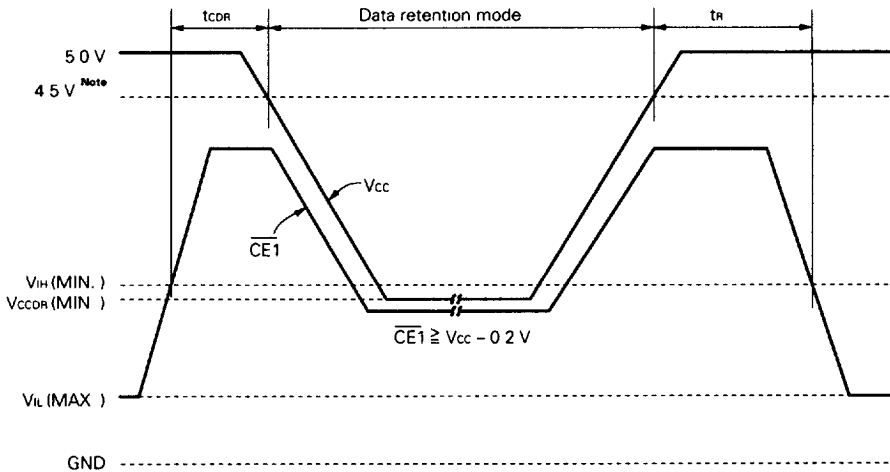 tCDR Data retention mode tR
5 0 V
4 5 V Note
VCC
CE1
VIH (MIN.)
VCCDR (MIN )
CE1 ≧ VCC − 0 2 V
VIL (MAX )
GND